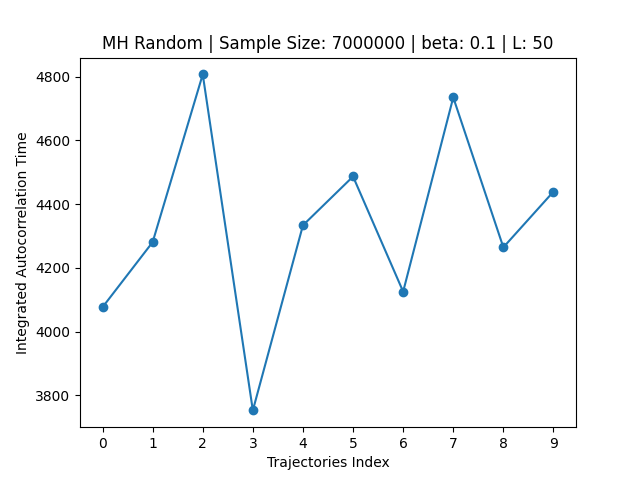 MH Random | Sample Size: 7000000 | beta: 0.1 | L: 50
4800
4600
4400
4200
4000
3800
Integrated Autocorrelation Time
0 1 2 3 4 5 6 7 8 9
Trajectories Index